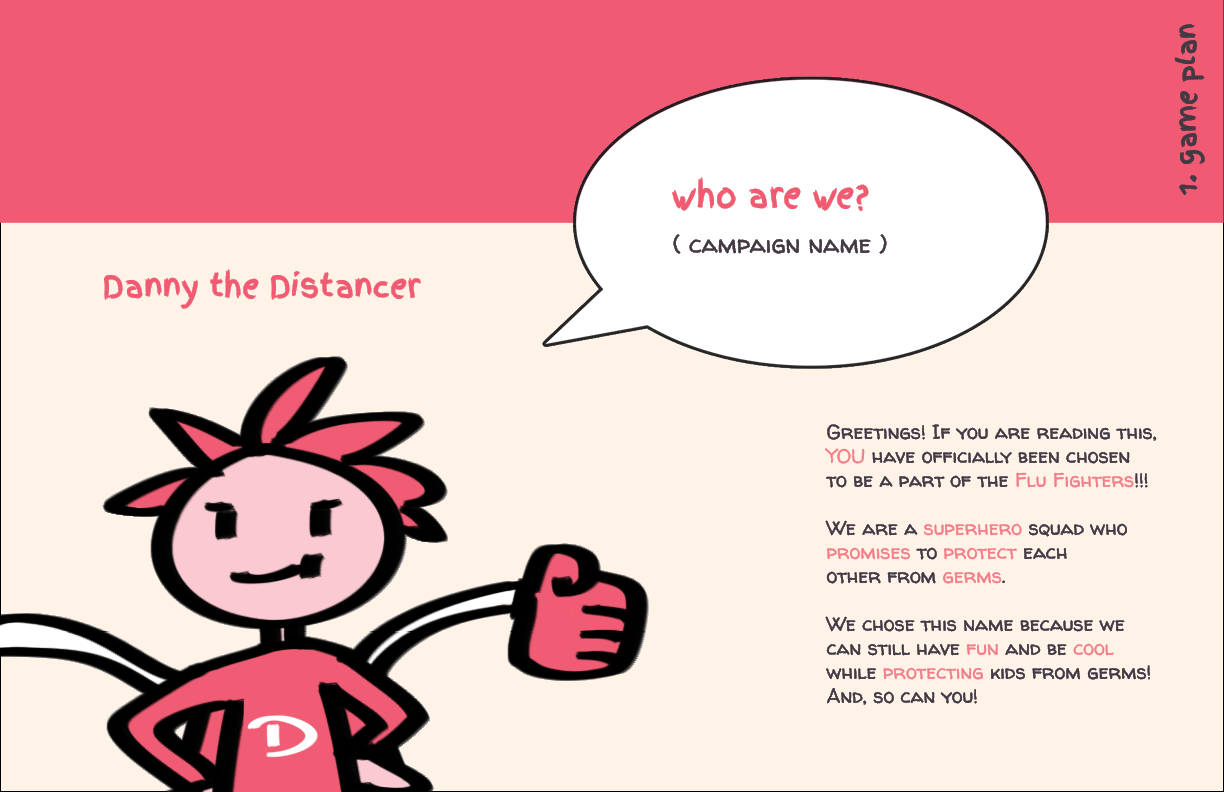 1. game plan
who are we?
( CAMPAIGN NAME )
Danny the Distancer
GREETINGS! IF YOU ARE READING THIS,
YOU HAVE OFFICIALLY BEEN CHOSEN
TO BE A PART OF THE FLU FIGHTERS!!!
WE ARE A SUPERHERO SQUAD WHO
PROMISES TO PROTECT EACH
OTHER FROM GERMS.
WE CHOSE THIS NAME BECAUSE WE
CAN STILL HAVE FUN AND BE COOL
WHILE PROTECTING KIDS FROM GERMS!
AND, SO CAN YOU!
D